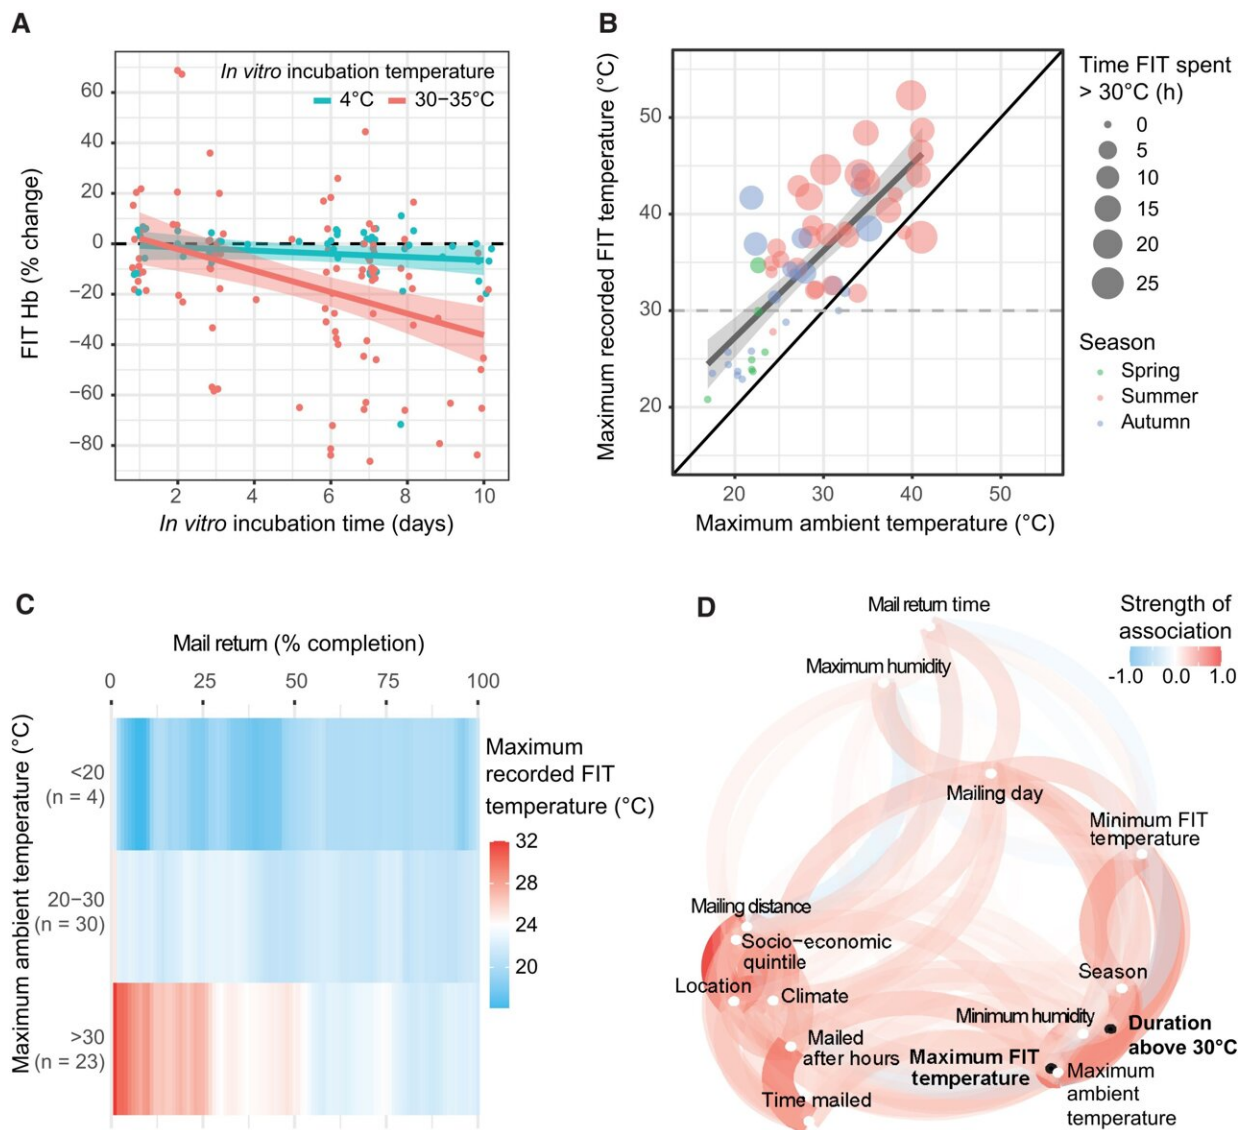 A
In vitro incubation temperature
4°C 30−35°C
FIT Hb (% change)
60
40
20
0
−20
−40
−60
−80
2 4 6 8 10
In vitro incubation time (days)
B
Maximum recorded FIT temperature (°C)
50
40
30
20
20 30 40 50
Maximum ambient temperature (°C)
Time FIT spent
> 30°C (h)
0
5
10
15
20
25
Season
Spring
Summer
Autumn
C
Mail return (% completion)
0 25 50 75 100
Maximum ambient temperature (°C)
<20
(n = 4)
20−30
(n = 30)
>30
(n = 23)
Maximum
recorded FIT
temperature (°C)
32
28
24
20
D
Strength of
association
-1.0 0.0 1.0
Mail return time
Maximum humidity
Mailing day
Minimum FIT
temperature
Mailing distance
Socio−economic
quintile
Location
Climate
Season
Minimum humidity
Duration
above 30°C
Mailed
after hours
Maximum FIT
temperature
Maximum
ambient
temperature
Time mailed